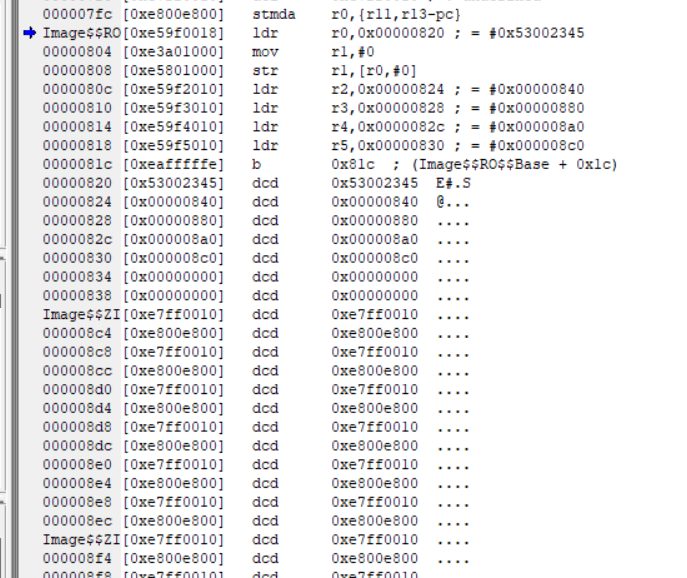 000007fc [0xe800e800] stmda r0,{r11,r13-pc}
Image$$RO[0xe59f0018] ldr r0,0x00000820 ; = #0x53002345
00000804 [0xe3a01000] mov r1,#0
00000808 [0xe5801000] str r1,[r0,#0]
0000080c [0xe59f2010] ldr r2,0x00000824 ; = #0x00000840
00000810 [0xe59f3010] ldr r3,0x00000828 ; = #0x00000880
00000814 [0xe59f4010] ldr r4,0x0000082c ; = #0x000008a0
00000818 [0xe59f5010] ldr r5,0x00000830 ; = #0x000008c0
0000081c [0xeafffffe] b 0x81c ; (Image$$RO$$Base + 0x1c)
00000820 [0x53002345] dcd 0x53002345 E#.S
00000824 [0x00000840] dcd 0x00000840 @...
00000828 [0x00000880] dcd 0x00000880 ....
0000082c [0x000008a0] dcd 0x000008a0 ....
00000830 [0x000008c0] dcd 0x000008c0 ....
00000834 [0x00000000] dcd 0x00000000 ....
00000838 [0x00000000] dcd 0x00000000 ....
Image$$ZI[0xe7ff0010] dcd 0xe7ff0010 ....
000008c4 [0xe800e800] dcd 0xe800e800 ....
000008c8 [0xe7ff0010] dcd 0xe7ff0010 ....
000008cc [0xe800e800] dcd 0xe800e800 ....
000008d0 [0xe7ff0010] dcd 0xe7ff0010 ....
000008d4 [0xe800e800] dcd 0xe800e800 ....
000008d8 [0xe7ff0010] dcd 0xe7ff0010 ....
000008dc [0xe800e800] dcd 0xe800e800 ....
000008e0 [0xe7ff0010] dcd 0xe7ff0010 ....
000008e4 [0xe800e800] dcd 0xe800e800 ....
000008e8 [0xe7ff0010] dcd 0xe7ff0010 ....
000008ec [0xe800e800] dcd 0xe800e800 ....
Image$$ZI[0xe7ff0010] dcd 0xe7ff0010 ....
000008f4 [0xe800e800] dcd 0xe800e800 ....
000008f8 [0xe7ff0010] dcd 0xe7ff0010